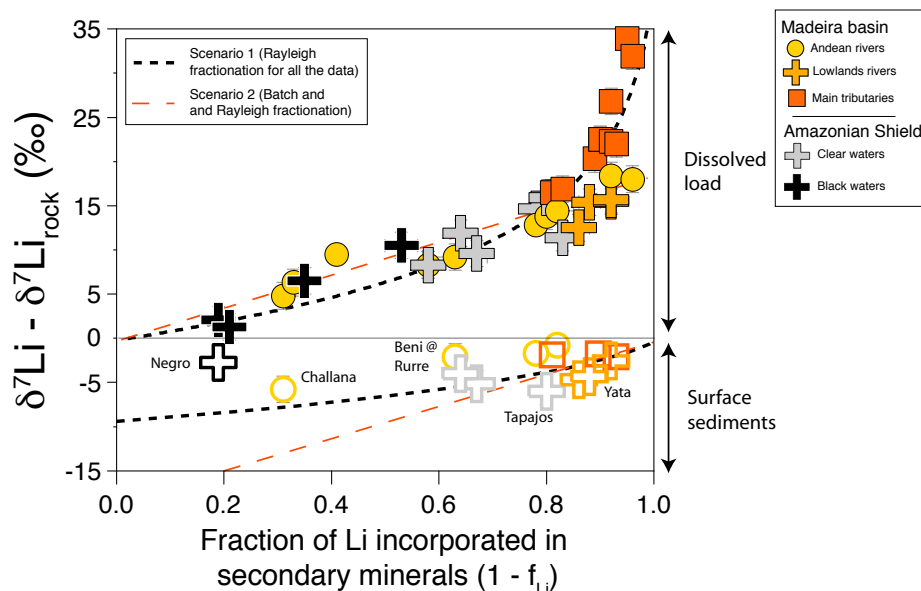 35
25
15
5
0
-5
-15
δ⁷Li - δ⁷Li_rock (‰)
Scenario 1 (Rayleigh
fractionation for all the data)
Scenario 2 (Batch and
and Rayleigh fractionation)
Negro
Challana
Beni @
Rurre
Tapajos
Yata
0.0 0.2 0.4 0.6 0.8 1.0
Fraction of Li incorporated in
secondary minerals (1 - f_Li)
Dissolved
load
Surface
sediments
Madeira basin
Andean rivers
Lowlands rivers
Main tributaries
Amazonian Shield
Clear waters
Black waters